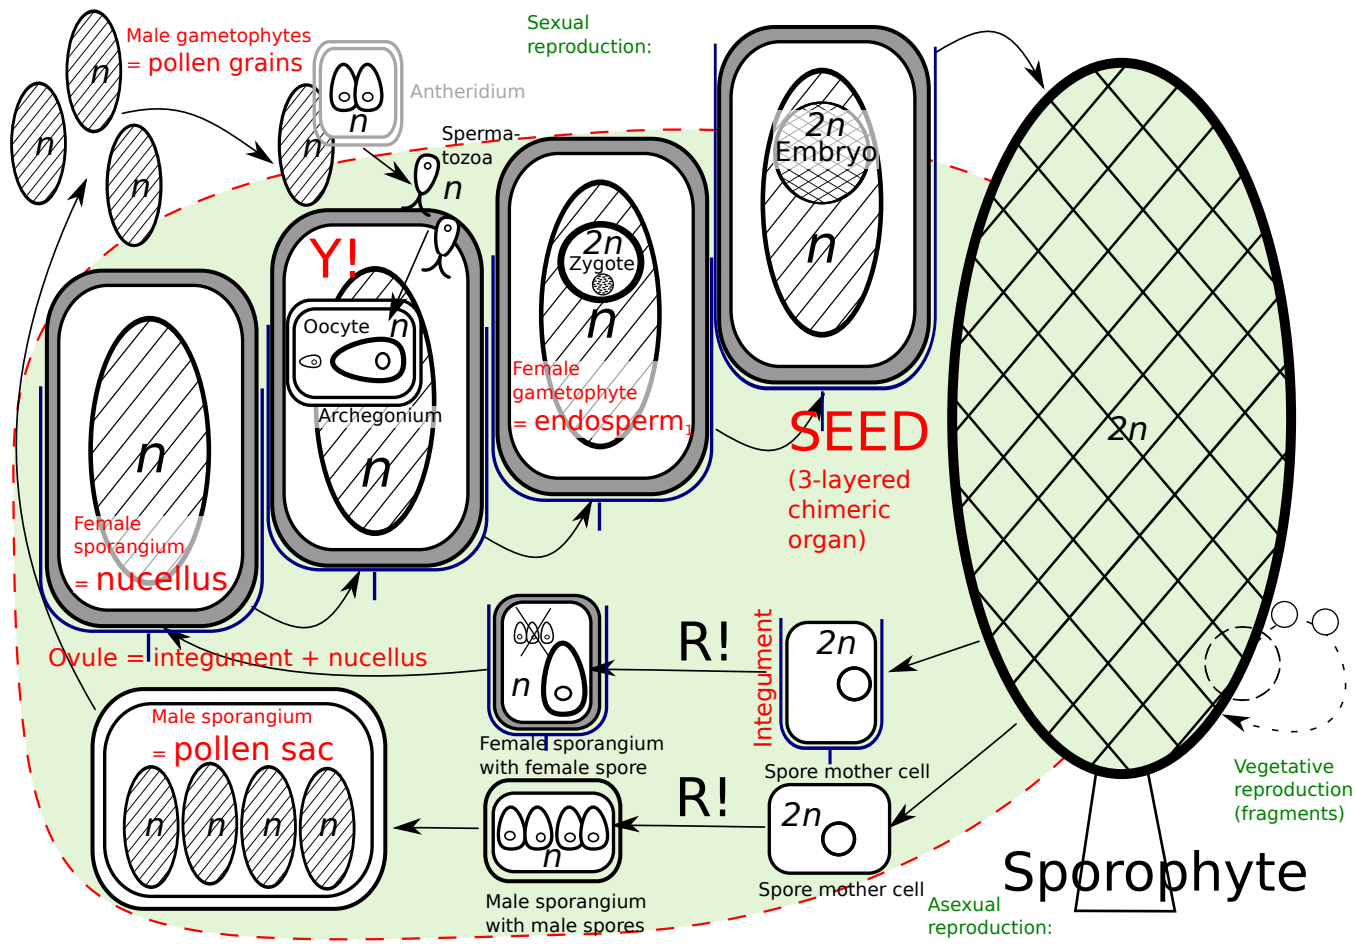 Sexual
reproduction:
Male gametophytes
= pollen grains
n
n
n
n
n
Antheridium
Sperma-
tozoa
n
2n
Embryo
n
Y!
Oocyte
n
Archegonium
n
2n
Zygote
n
Female
gametophyte
= endosperm1
n
Female
sporangium
= nucellus
SEED
(3-layered
chimeric
organ)
2n
Ovule = integument + nucellus
n
Female sporangium
with female spore
R!
Integument
2n
Spore mother cell
Male sporangium
= pollen sac
n
n
n
n
n
Male sporangium
with male spores
R!
2n
Spore mother cell
Vegetative
reproduction
(fragments)
Sporophyte
Asexual
reproduction: